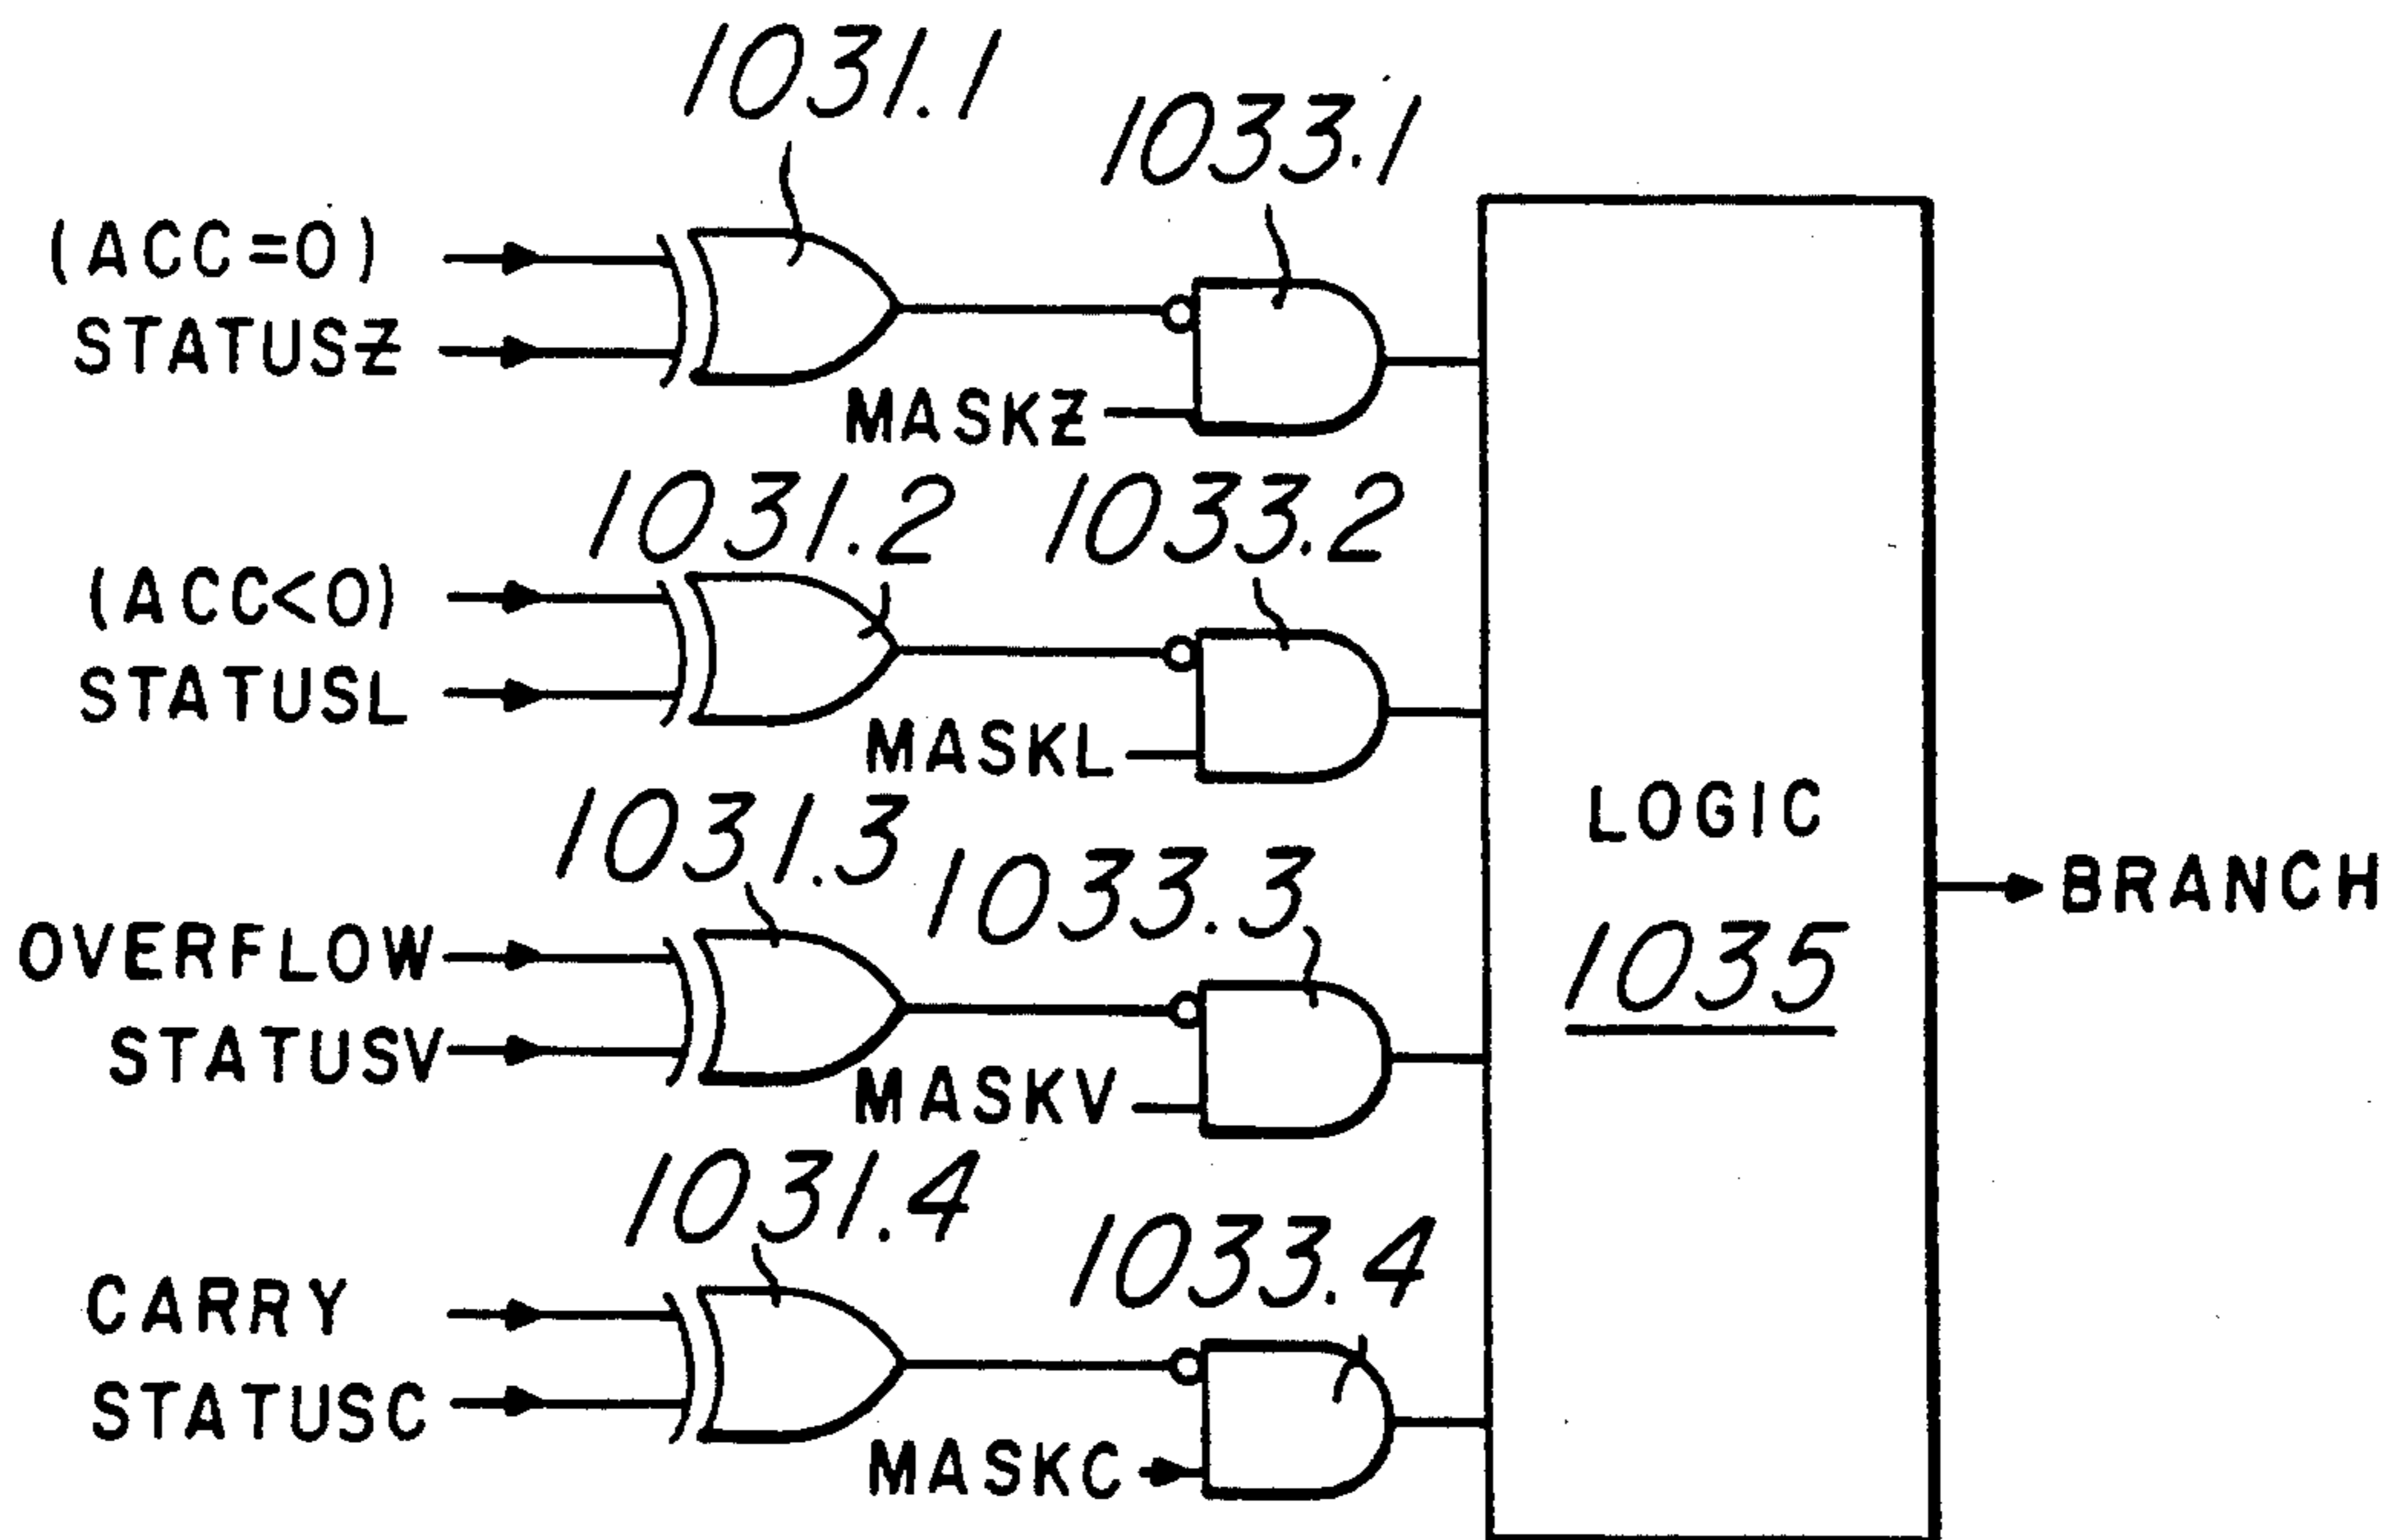 1031.1
1033.1
(ACC=0)
STATUSZ
MASKZ
1031.2
1033.2
(ACC<0)
STATUSL
MASKL
1031.3
1033.3
OVERFLOW
STATUSV
MASKV
LOGIC
1035
BRANCH
1031.4
1033.4
CARRY
STATUSC
MASKC